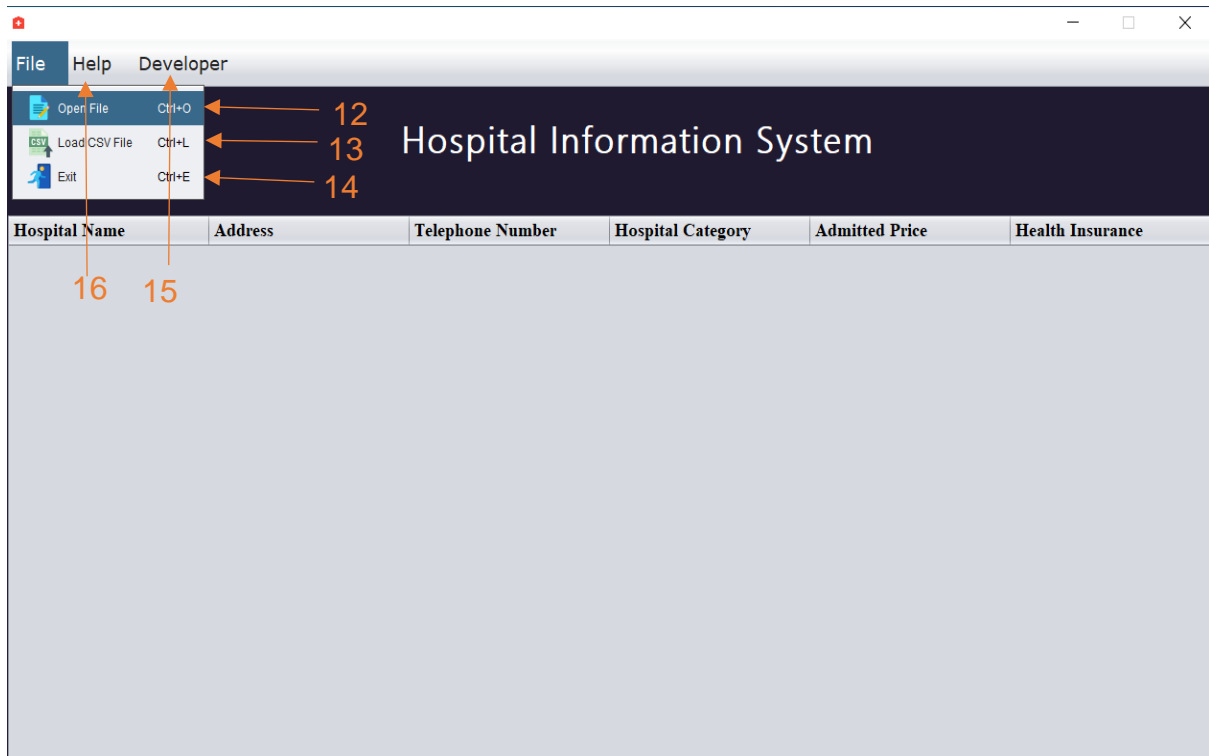 File Help Developer
Open File Ctrl+O
12
Load CSV File Ctrl+L
13
Exit Ctrl+E
14
Hospital Information System
Hospital Name Address Telephone Number Hospital Category Admitted Price Health Insurance
16 15